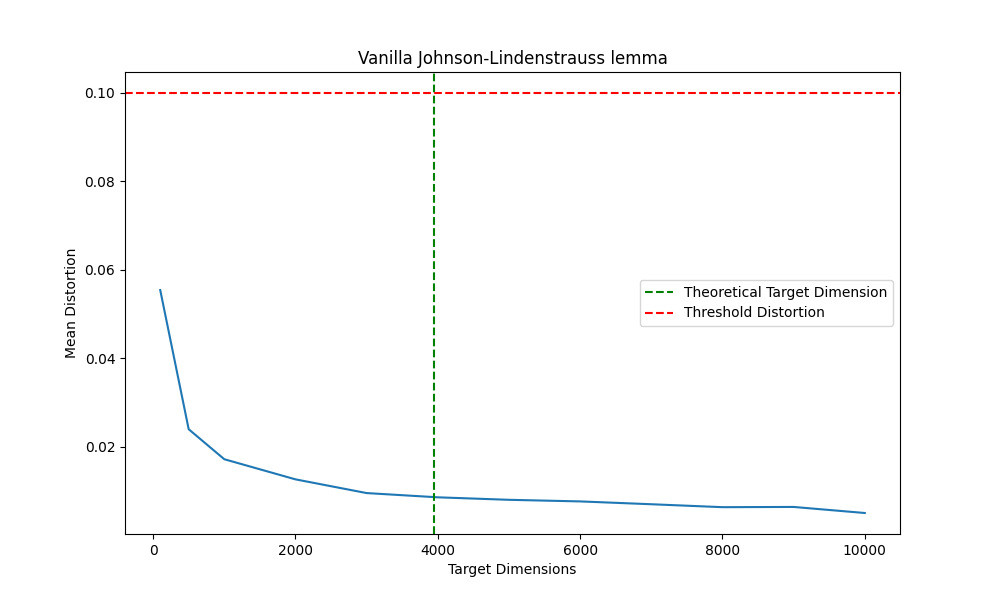 Vanilla Johnson-Lindenstrauss lemma
0.10
0.08
0.06
0.04
0.02
Mean Distortion
Theoretical Target Dimension
Threshold Distortion
0
2000
4000
6000
8000
10000
Target Dimensions